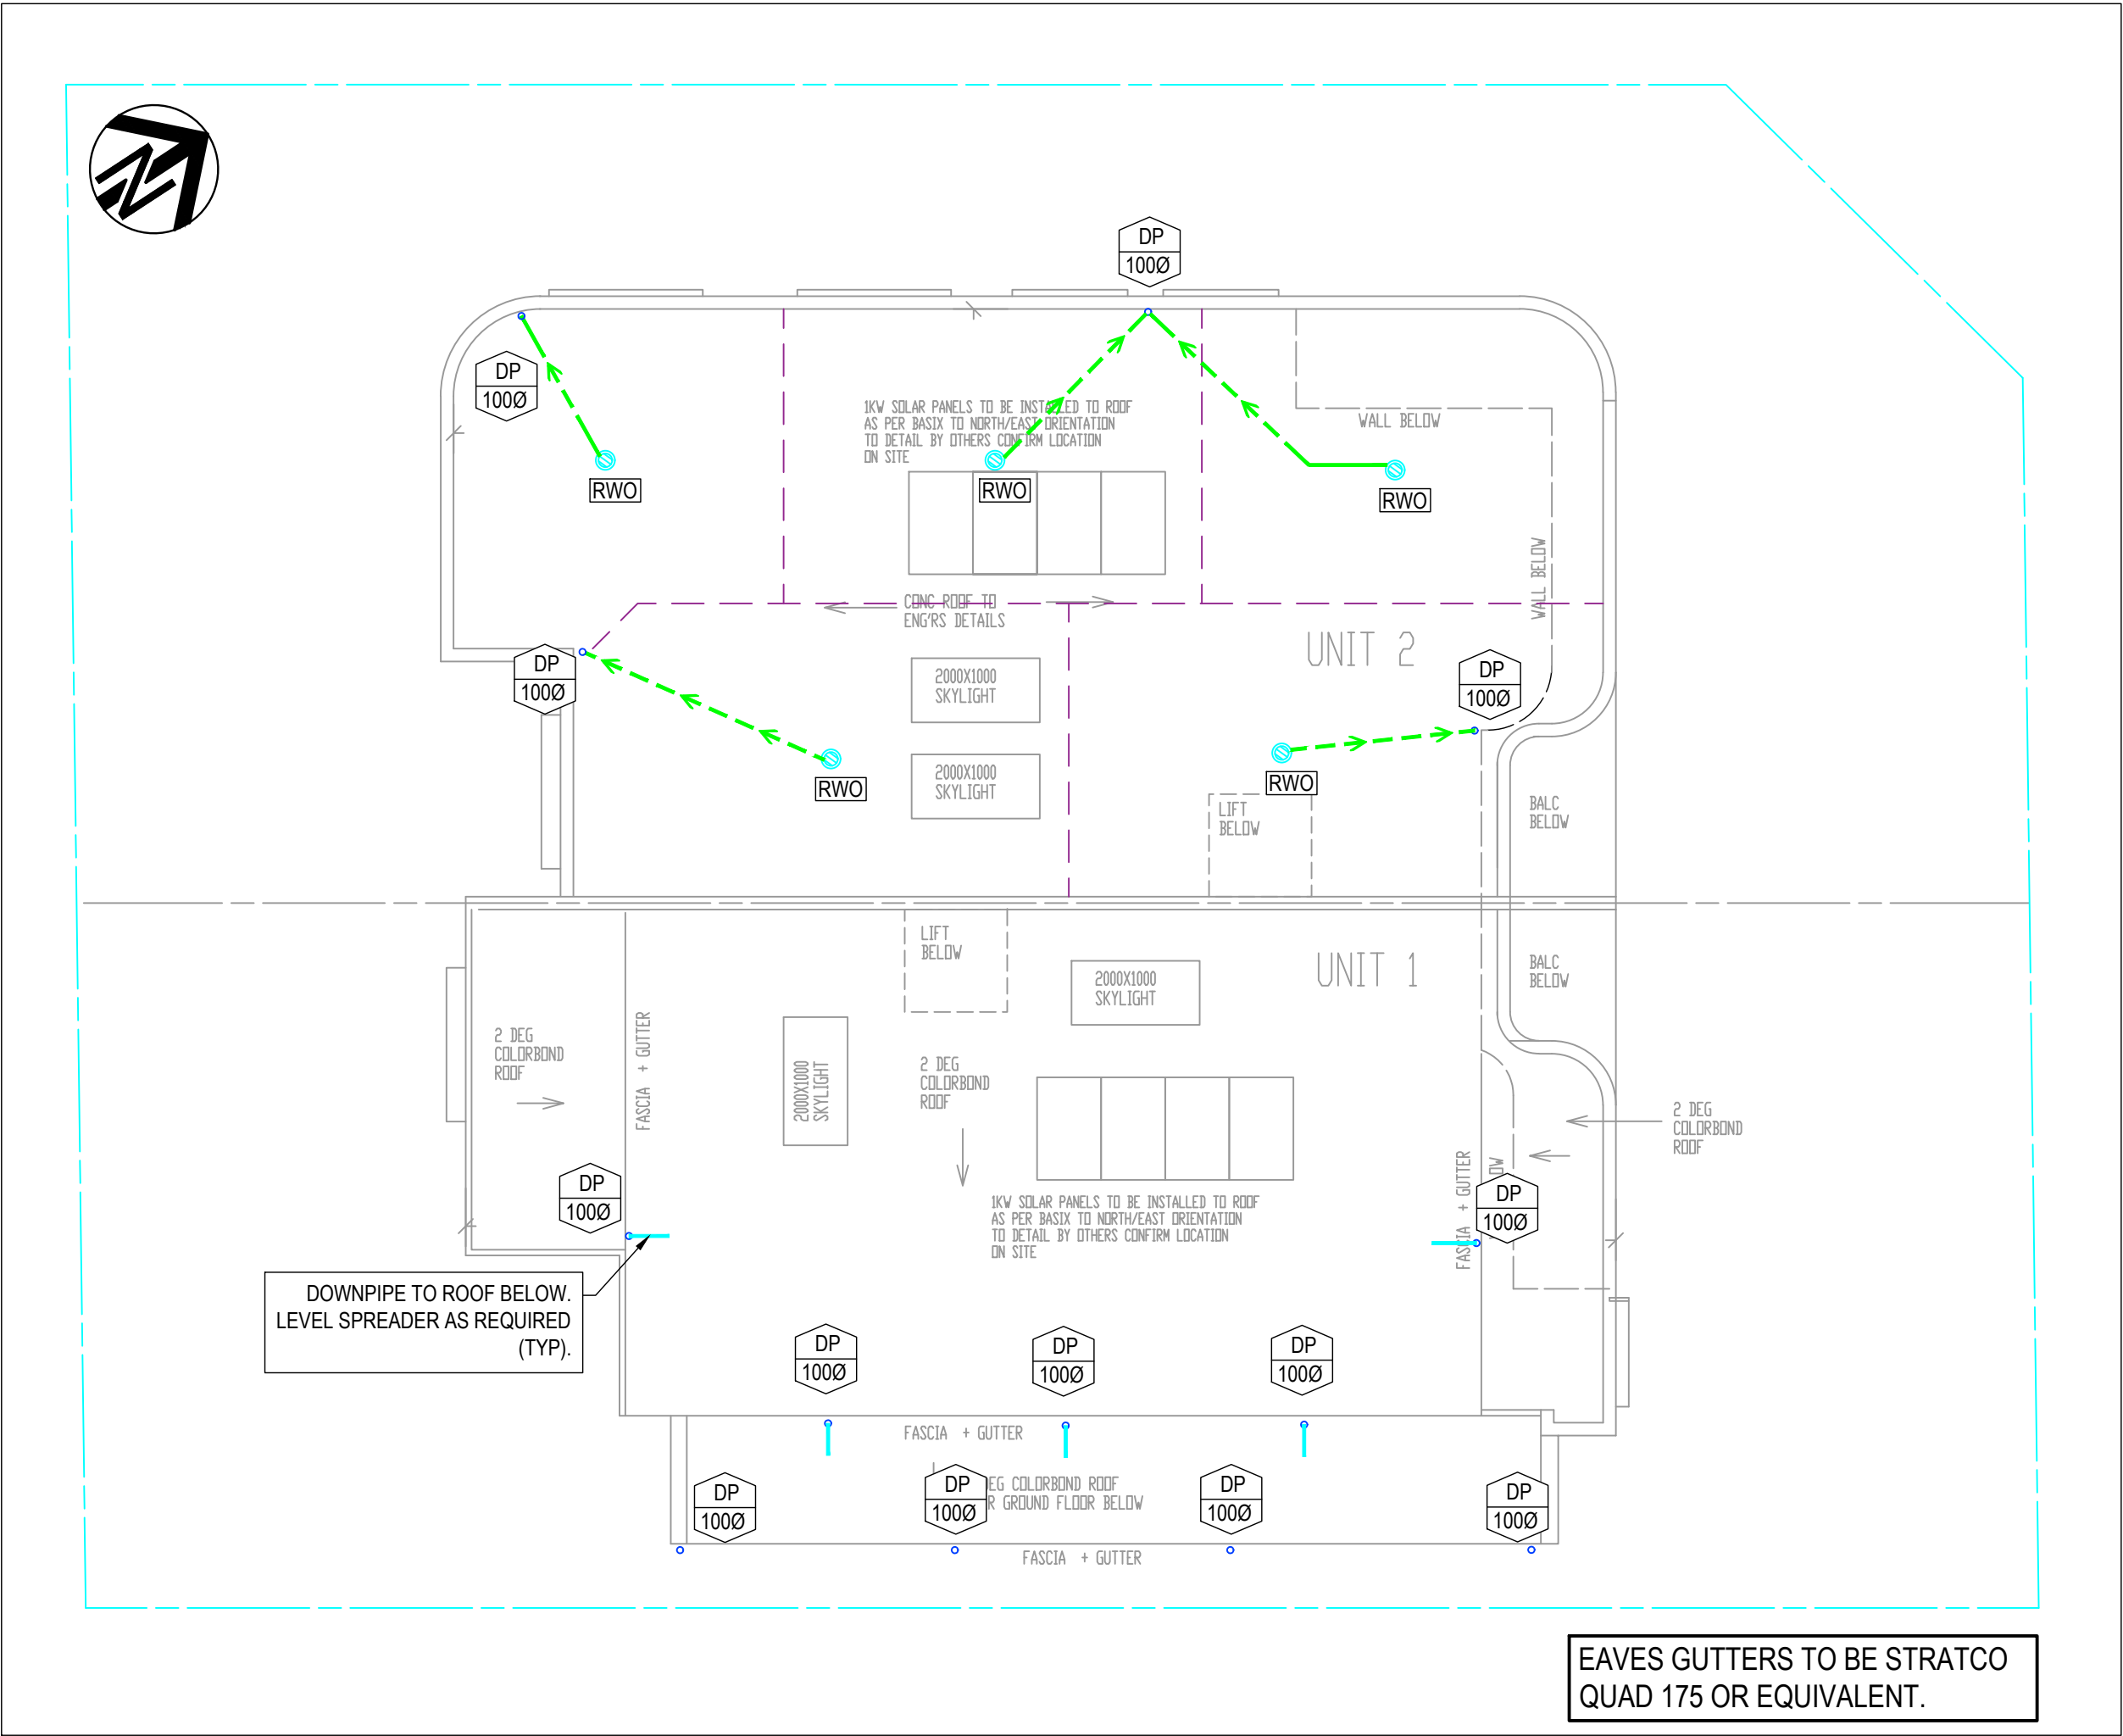 DP
100Ø
DP
100Ø
1KW SOLAR PANELS TO BE INSTALLED TO ROOF
AS PER BASIX TO NORTH/EAST ORIENTATION
TO DETAIL BY OTHERS CONFIRM LOCATION
ON SITE
WALL BELOW
RWO
RWO
RWO
WALL BELOW
CONC ROOF TO
ENG'RS DETAILS
UNIT 2
DP
100Ø
DP
100Ø
2000X1000
SKYLIGHT
2000X1000
SKYLIGHT
RWO
RWO
LIFT
BELOW
BALC
BELOW
LIFT
BELOW
UNIT 1
BALC
BELOW
2000X1000
SKYLIGHT
2 DEG
COLORBOND
ROOF
FASCIA + GUTTER
2000X1000
SKYLIGHT
2 DEG
COLORBOND
ROOF
2 DEG
COLORBOND
ROOF
DP
100Ø
FASCIA + GUTTER
DP
100Ø
1KW SOLAR PANELS TO BE INSTALLED TO ROOF
AS PER BASIX TO NORTH/EAST ORIENTATION
TO DETAIL BY OTHERS CONFIRM LOCATION
ON SITE
DOWNPIPE TO ROOF BELOW.
LEVEL SPREADER AS REQUIRED
(TYP).
DP
100Ø
DP
100Ø
DP
100Ø
FASCIA + GUTTER
DP
100Ø
DP
100Ø
DEG COLORBOND ROOF
GROUND FLOOR BELOW
DP
100Ø
DP
100Ø
FASCIA + GUTTER
EAVES GUTTERS TO BE STRATCO
QUAD 175 OR EQUIVALENT.